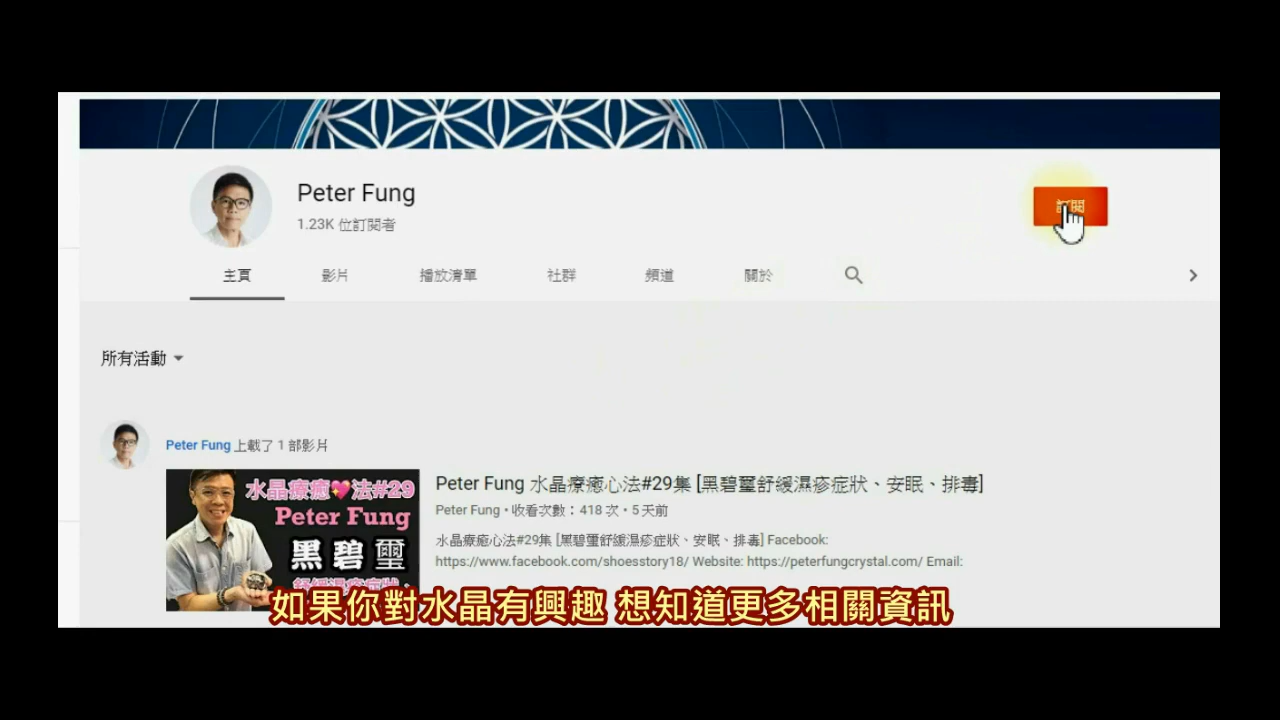 Peter Fung
1.23K 位訂閱者
訂閱
主頁 影片 播放清單 社群 頻道 關於
所有活動
Peter Fung 上載了 1 部影片
水晶療癒💖法#29
Peter Fung
黑碧璽
舒緩濕疹症狀、
Peter Fung 水晶療癒心法#29集 [黑碧璽舒緩濕疹症狀、安眠、排毒]
Peter Fung • 收看次數：418 次 • 5 天前
水晶療癒心法#29集 [黑碧璽舒緩濕疹症狀、安眠、排毒] Facebook:
https://www.facebook.com/shoesstory18/ Website: https://peterfungcrystal.com/ Email:
如果你對水晶有興趣 想知道更多相關資訊